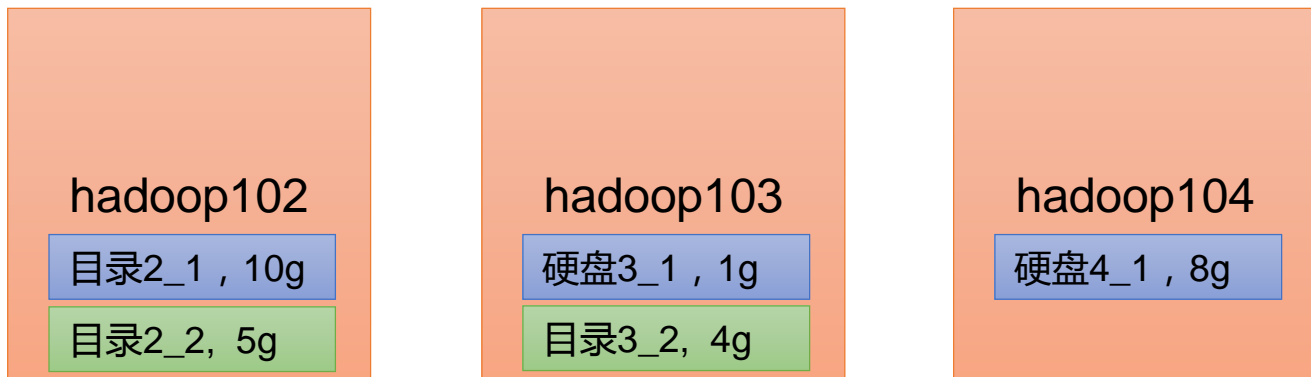 hadoop102
目录2_1，10g
目录2_2, 5g
hadoop103
硬盘3_1，1g
目录3_2, 4g
hadoop104
硬盘4_1，8g